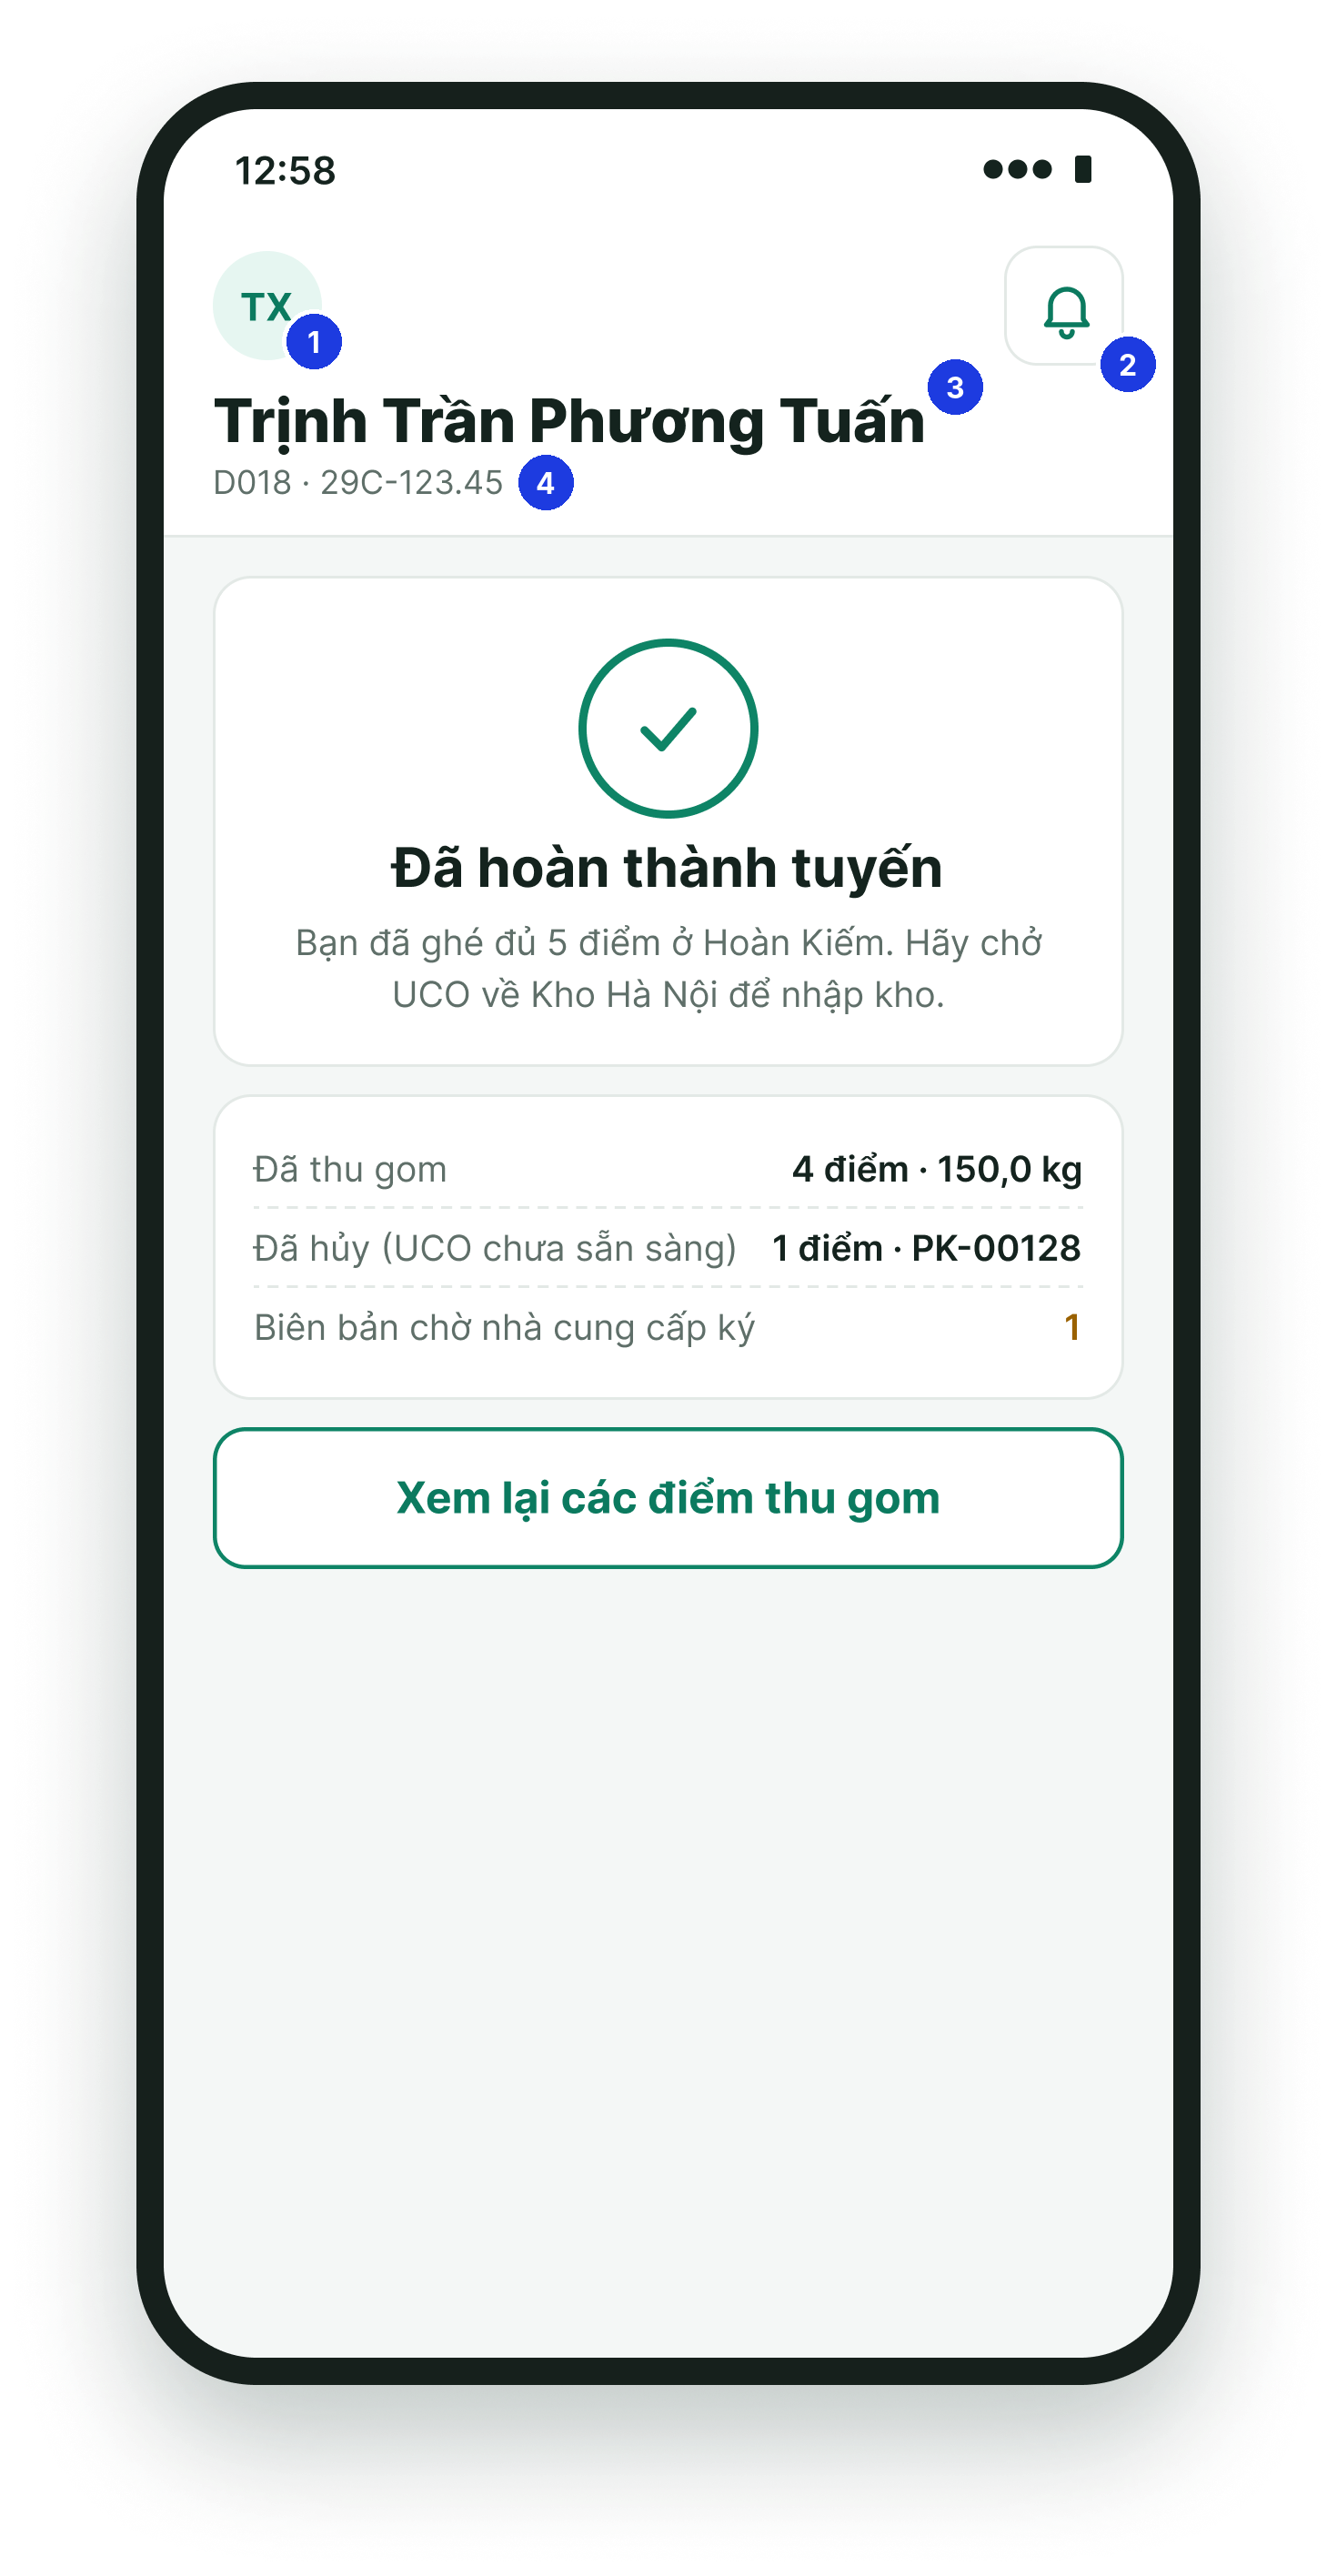 12:58
TX
1
2
3
Trịnh Trần Phương Tuấn
D018 · 29C-123.45
4
Đã hoàn thành tuyến
Bạn đã ghé đủ 5 điểm ở Hoàn Kiếm. Hãy chở
UCO về Kho Hà Nội để nhập kho.
Đã thu gom 4 điểm · 150,0 kg
Đã hủy (UCO chưa sẵn sàng) 1 điểm · PK-00128
Biên bản chờ nhà cung cấp ký 1
Xem lại các điểm thu gom